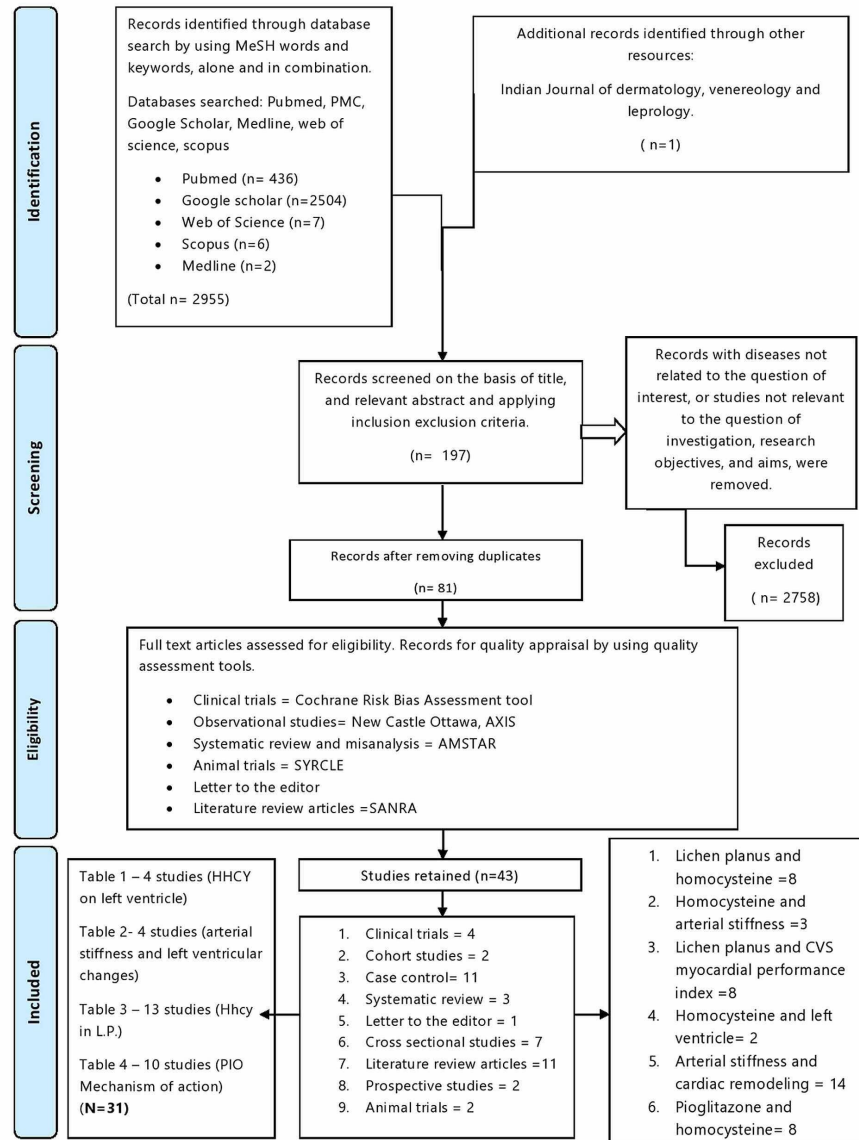 Identification
Records identified through database
search by using MeSH words and
keywords, alone and in combination.
Databases searched: Pubmed, PMC,
Google Scholar, Medline, web of
science, scopus
• Pubmed (n= 436)
• Google scholar (n=2504)
• Web of Science (n=7)
• Scopus (n=6)
• Medline (n=2)
(Total n= 2955)
Additional records identified through other
resources:
Indian Journal of dermatology, venereology and
leprology.
( n=1)
Screening
Records screened on the basis of title,
and relevant abstract and applying
inclusion exclusion criteria.
(n= 197)
Records with diseases not
related to the question of
interest, or studies not relevant
to the question of
investigation, research
objectives, and aims, were
removed.
Records after removing duplicates
(n= 81)
Records
excluded
( n= 2758)
Eligibility
Full text articles assessed for eligibility. Records for quality appraisal by using quality
assessment tools.
• Clinical trials = Cochrane Risk Bias Assessment tool
• Observational studies= New Castle Ottawa, AXIS
• Systematic review and misanalysis = AMSTAR
• Animal trials = SYRCLE
• Letter to the editor
• Literature review articles =SANRA
Included
Table 1 – 4 studies (HHCY
on left ventricle)
Table 2- 4 studies (arterial
stiffness and left ventricular
changes)
Table 3 – 13 studies (Hhcy
in L.P.)
Table 4 – 10 studies (PIO
Mechanism of action)
(N=31)
Studies retained (n=43)
1. Clinical trials = 4
2. Cohort studies = 2
3. Case control= 11
4. Systematic review = 3
5. Letter to the editor = 1
6. Cross sectional studies = 7
7. Literature review articles =11
8. Prospective studies = 2
9. Animal trials = 2
1. Lichen planus and
homocysteine =8
2. Homocysteine and
arterial stiffness =3
3. Lichen planus and CVS
myocardial performance
index =8
4. Homocysteine and left
ventricle= 2
5. Arterial stiffness and
cardiac remodeling = 14
6. Pioglitazone and
homocysteine= 8